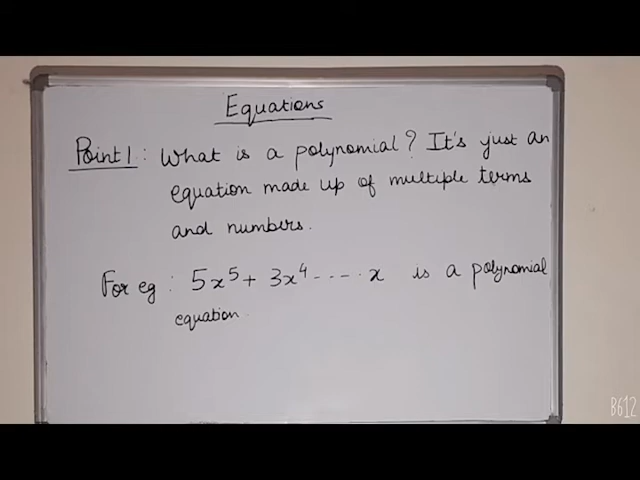 Equations
Point 1: What is a polynomial? It's just an
equation made up of multiple terms
and numbers.
For eg: 5x⁵ + 3x⁴ ----- x is a polynomial
equation
B612